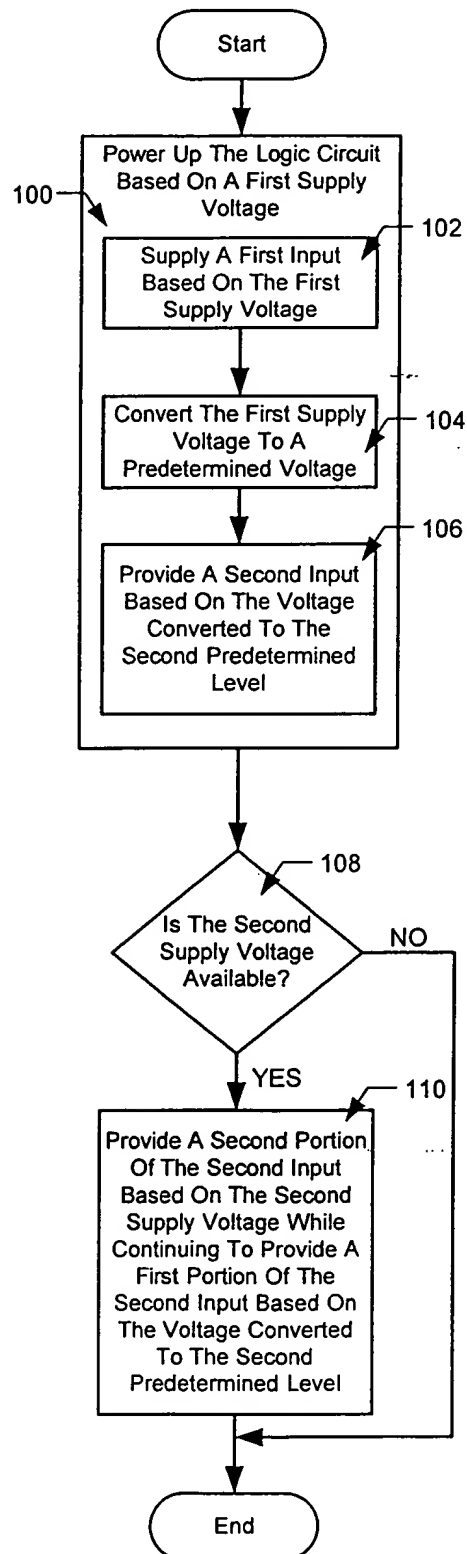 Start
Power Up The Logic Circuit
Based On A First Supply
Voltage
100
102
Supply A First Input
Based On The First
Supply Voltage
Convert The First Supply
Voltage To A
Predetermined Voltage
104
106
Provide A Second Input
Based On The Voltage
Converted To The
Second Predetermined
Level
108
Is The Second
Supply Voltage
Available?
NO
YES
110
Provide A Second Portion
Of The Second Input
Based On The Second
Supply Voltage While
Continuing To Provide A
First Portion Of The
Second Input Based On
The Voltage Converted
To The Second
Predetermined Level
End